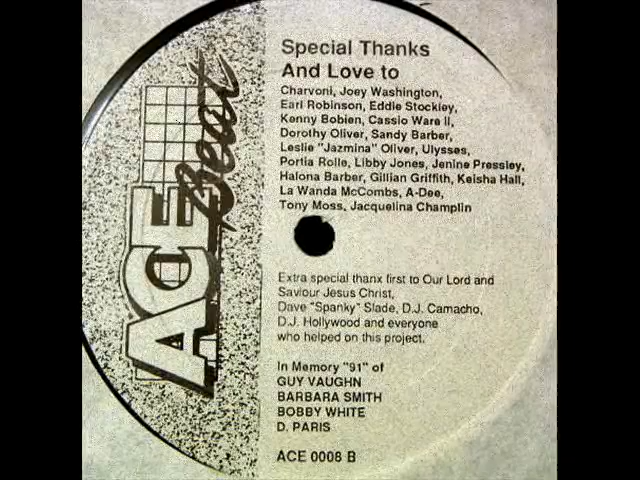 ACE
Beat
Special Thanks
And Love to
Charvoni, Joey Washington,
Earl Robinson, Eddie Stockley,
Kenny Bobien, Cassio Ware II,
Dorothy Oliver, Sandy Barber,
Leslie "Jazmina" Oliver, Ulysses,
Portia Rolle, Libby Jones, Jenine Pressley,
Halona Barber, Gillian Griffith, Keisha Hall,
La Wanda McCombs, A-Dee,
Tony Moss, Jacquelina Champlin
Extra special thanx first to Our Lord and
Saviour Jesus Christ,
Dave "Spanky" Slade, D.J. Camacho,
D.J. Hollywood and everyone
who helped on this project.
In Memory "91" of
GUY VAUGHN
BARBARA SMITH
BOBBY WHITE
D. PARIS
ACE 0008 B